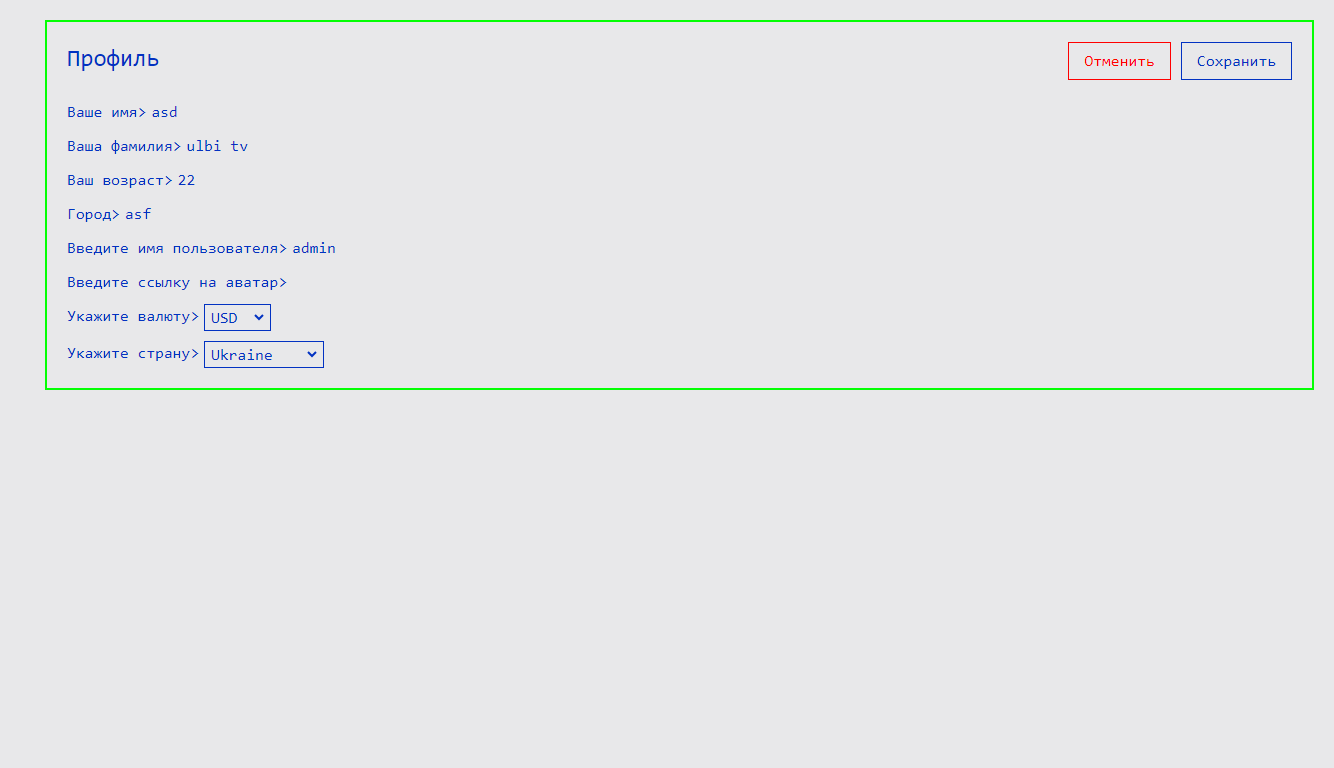 Профиль
Отменить Сохранить
Ваше имя> asd
Ваша фамилия> ulbi tv
Ваш возраст> 22
Город> asf
Введите имя пользователя> admin
Введите ссылку на аватар>
Укажите валюту> USD
Укажите страну> Ukraine